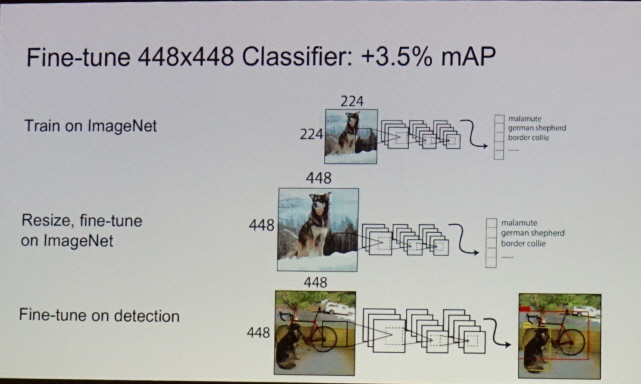 Fine-tune 448x448 Classifier: +3.5% mAP
Train on ImageNet
224
224
malamute
german shepherd
border collie
......
Resize, fine-tune
on ImageNet
448
448
malamute
german shepherd
border collie
......
Fine-tune on detection
448
448